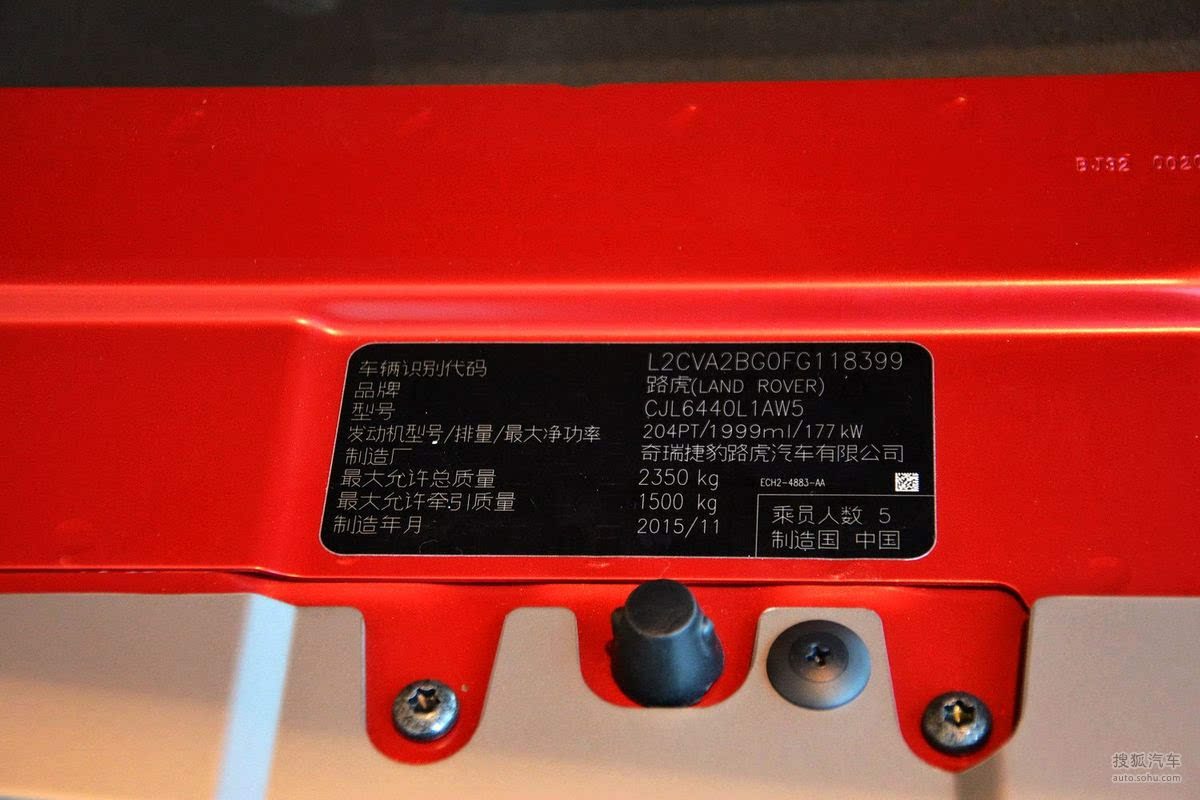 BJ32 0020
车辆识别代码 L2CVA2BG0FG118399
品牌 路虎(LAND ROVER)
型号 CJL6440L1AW5
发动机型号/排量/最大净功率 204PT/1999ml/177kW
制造厂 奇瑞捷豹路虎汽车有限公司
最大允许总质量 2350 kg
ECH2-4883-AA
最大允许牵引质量 1500 kg
制造年月 2015/11
乘员人数 5
制造国 中国
搜狐汽车
auto.sohu.com